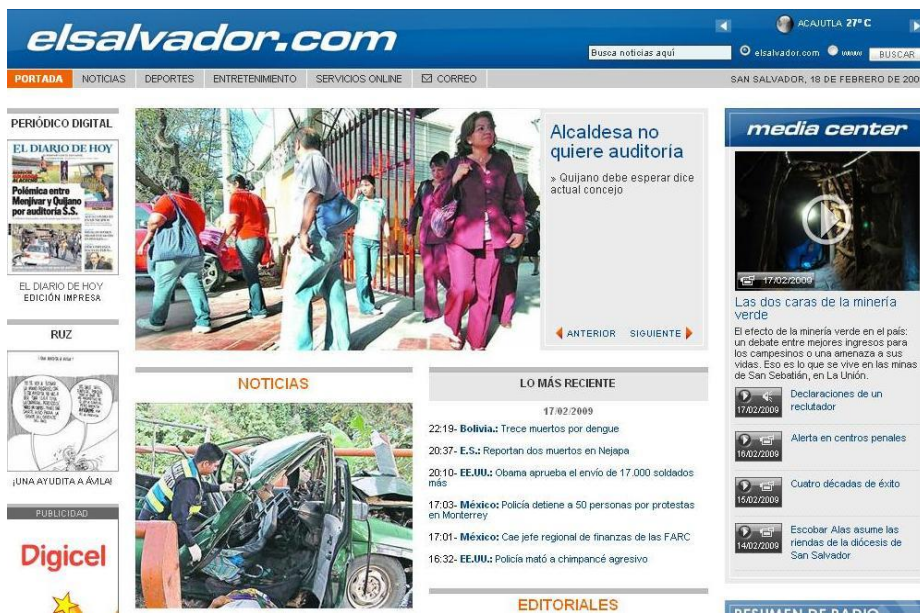 elsalvador.com
ACAJUTLA 27º C
Busca noticias aquí
elsalvador.com
www
BUSCAR
PORTADA NOTICIAS DEPORTES ENTRETENIMIENTO SERVICIOS ONLINE CORREO
SAN SALVADOR, 18 DE FEBRERO DE 200
PERIÓDICO DIGITAL
EL DIARIO DE HOY
Polémica entre
Menjívar y Quijano
por auditoría S.S.
EL DIARIO DE HOY
EDICIÓN IMPRESA
RUZ
¡UNA AYUDITA A ÁVILA!
PUBLICIDAD
Digicel
Alcaldesa no
quiere auditoría
» Quijano debe esperar dice
actual concejo
ANTERIOR SIGUIENTE
NOTICIAS
LO MÁS RECIENTE
17/02/2009
22:19- Bolivia.: Trece muertos por dengue
20:37- E.S.: Reportan dos muertos en Nejapa
20:10- EE.UU.: Obama aprueba el envío de 17,000 soldados
más
17:03- México: Policía detiene a 50 personas por protestas
en Monterrey
17:01- México: Cae jefe regional de finanzas de las FARC
16:32- EE.UU.: Policía mató a chimpancé agresivo
EDITORIALES
media center
17/02/2009
Las dos caras de la minería
verde
El efecto de la minería verde en el país:
un debate entre mejores ingresos para
los campesinos o una amenaza a sus
vidas. Eso es lo que se vive en las minas
de San Sebatián, en La Unión.
17/02/2009
Declaraciones de un
reclutador
16/02/2009
Alerta en centros penales
15/02/2009
Cuatro décadas de éxito
14/02/2009
Escobar Alas asume las
riendas de la diócesis de
San Salvador
RESUMEN DE RADIO